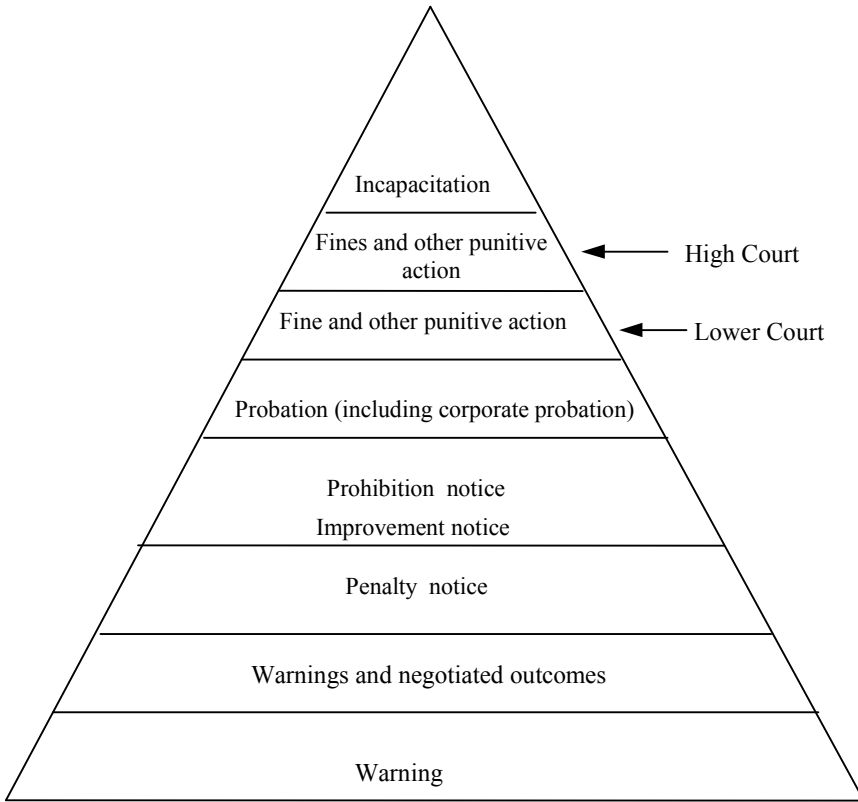 Incapacitation
Fines and other punitive
action
High Court
Fine and other punitive action
Lower Court
Probation (including corporate probation)
Prohibition notice
Improvement notice
Penalty notice
Warnings and negotiated outcomes
Warning